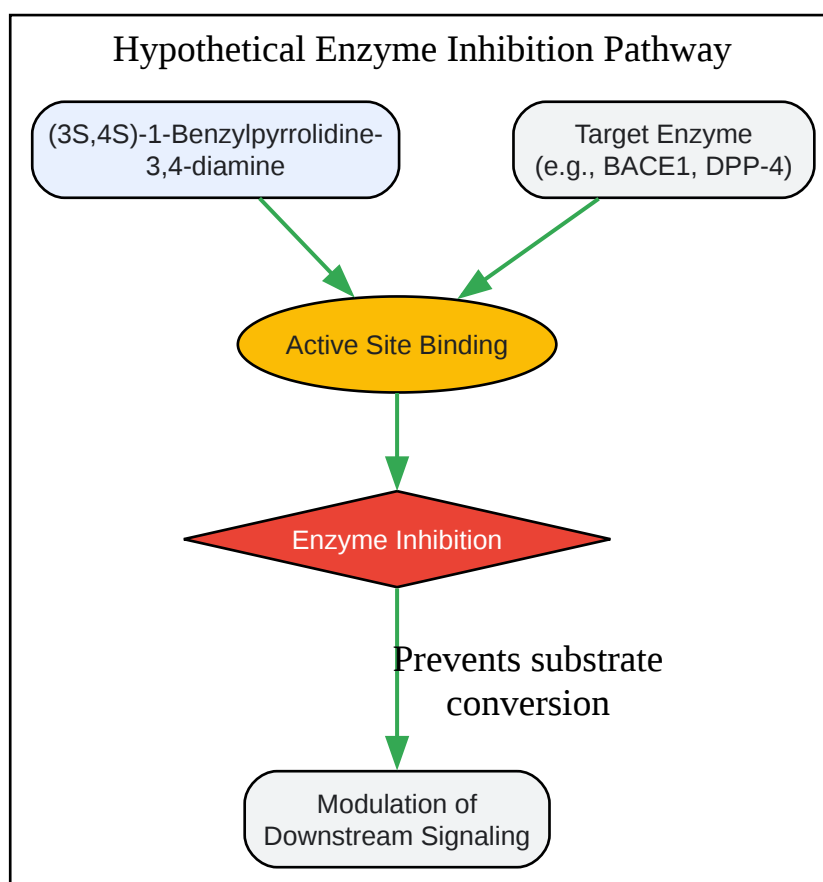 Hypothetical Enzyme Inhibition Pathway
(3S,4S)-1-Benzylpyrrolidine-
3,4-diamine
Target Enzyme
(e.g., BACE1, DPP-4)
Active Site Binding
Enzyme Inhibition
Prevents substrate
conversion
Modulation of
Downstream Signaling